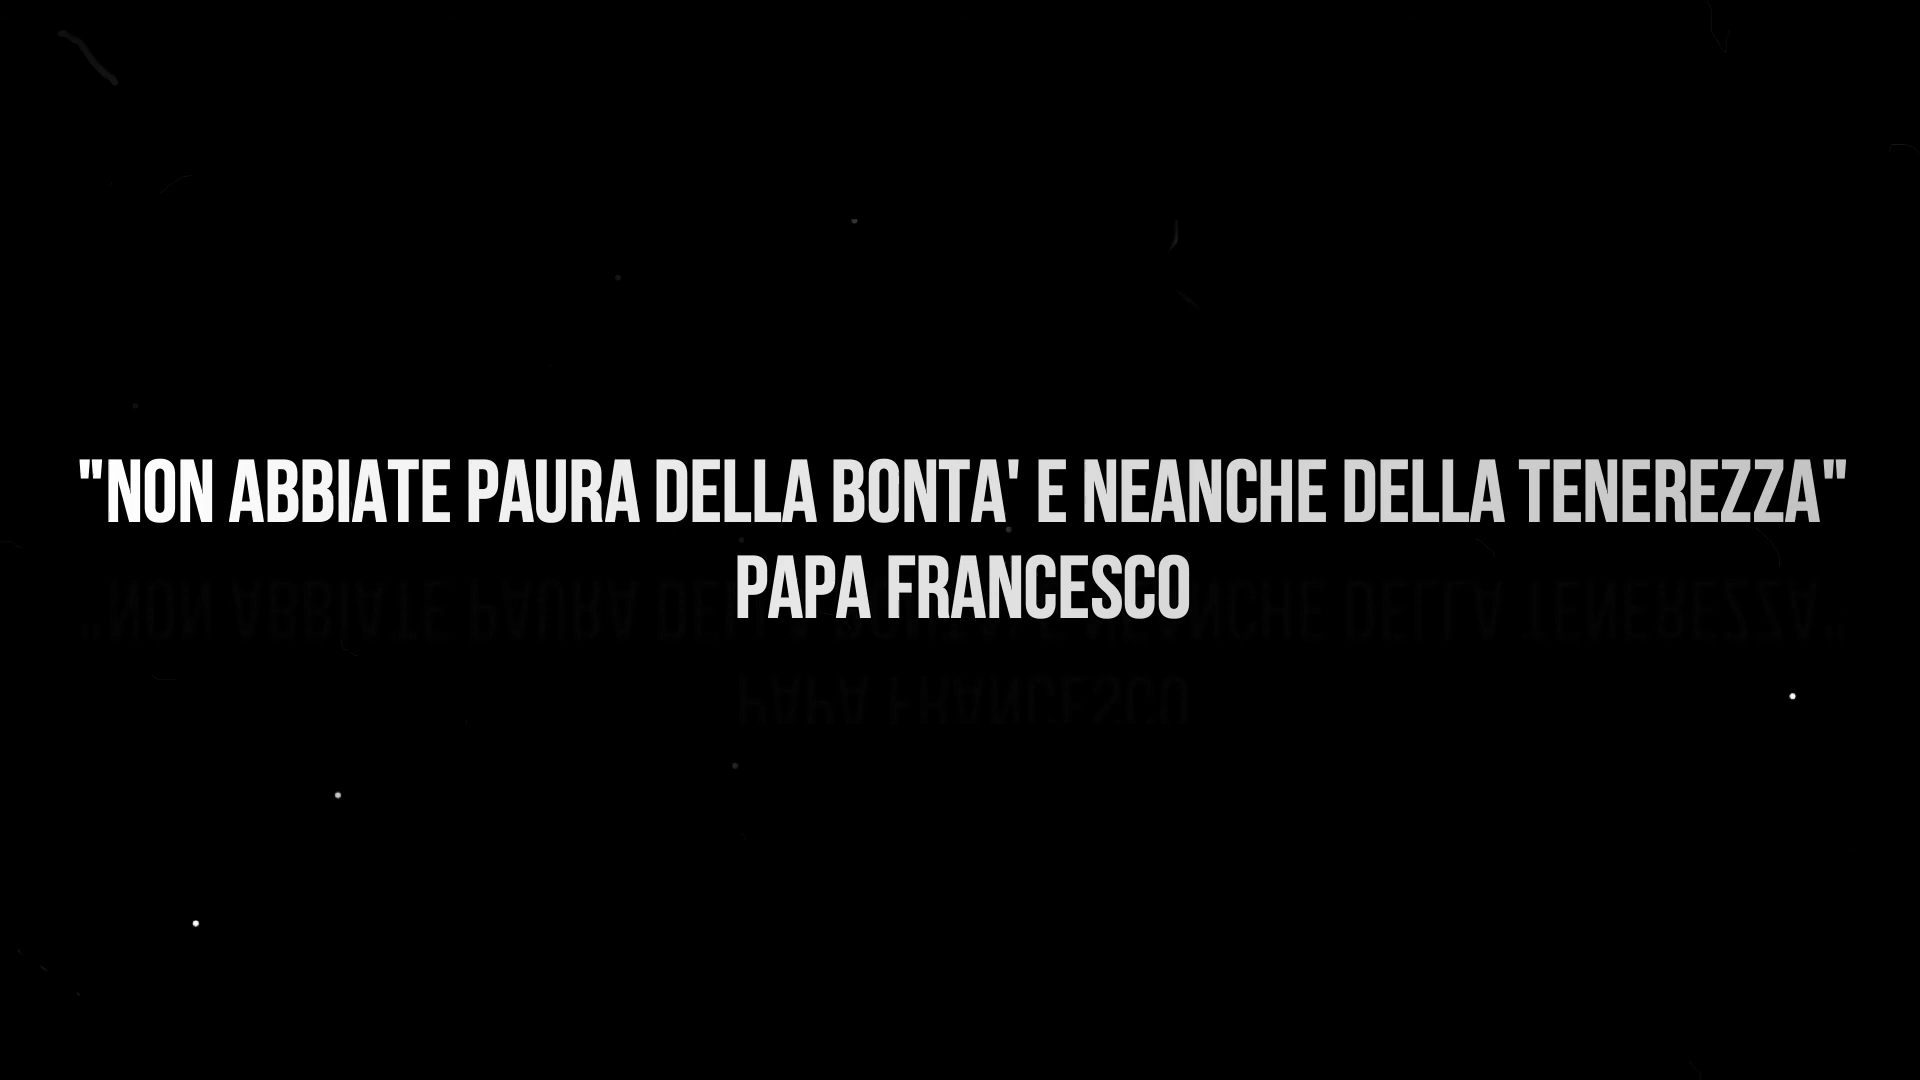 "NON ABBIATE PAURA DELLA BONTA' E NEANCHE DELLA TENEREZZA"
PAPA FRANCESCO